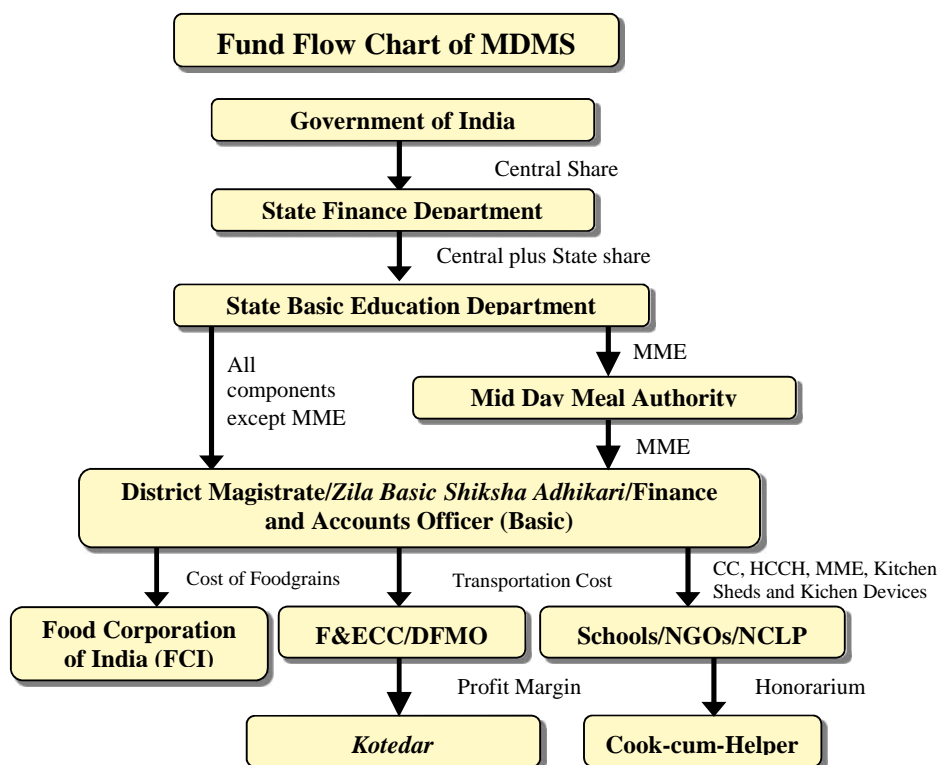 Fund Flow Chart of MDMS
Government of India
Central Share
State Finance Department
Central plus State share
State Basic Education Department
All
components
except MME
MME
Mid Day Meal Authority
MME
District Magistrate/Zila Basic Shiksha Adhikari/Finance
and Accounts Officer (Basic)
Cost of Foodgrains
Transportation Cost
CC, HCCH, MME, Kitchen
Sheds and Kichen Devices
Food Corporation
of India (FCI)
F&ECC/DFMO
Schools/NGOs/NCLP
Profit Margin
Honorarium
Kotedar
Cook-cum-Helper